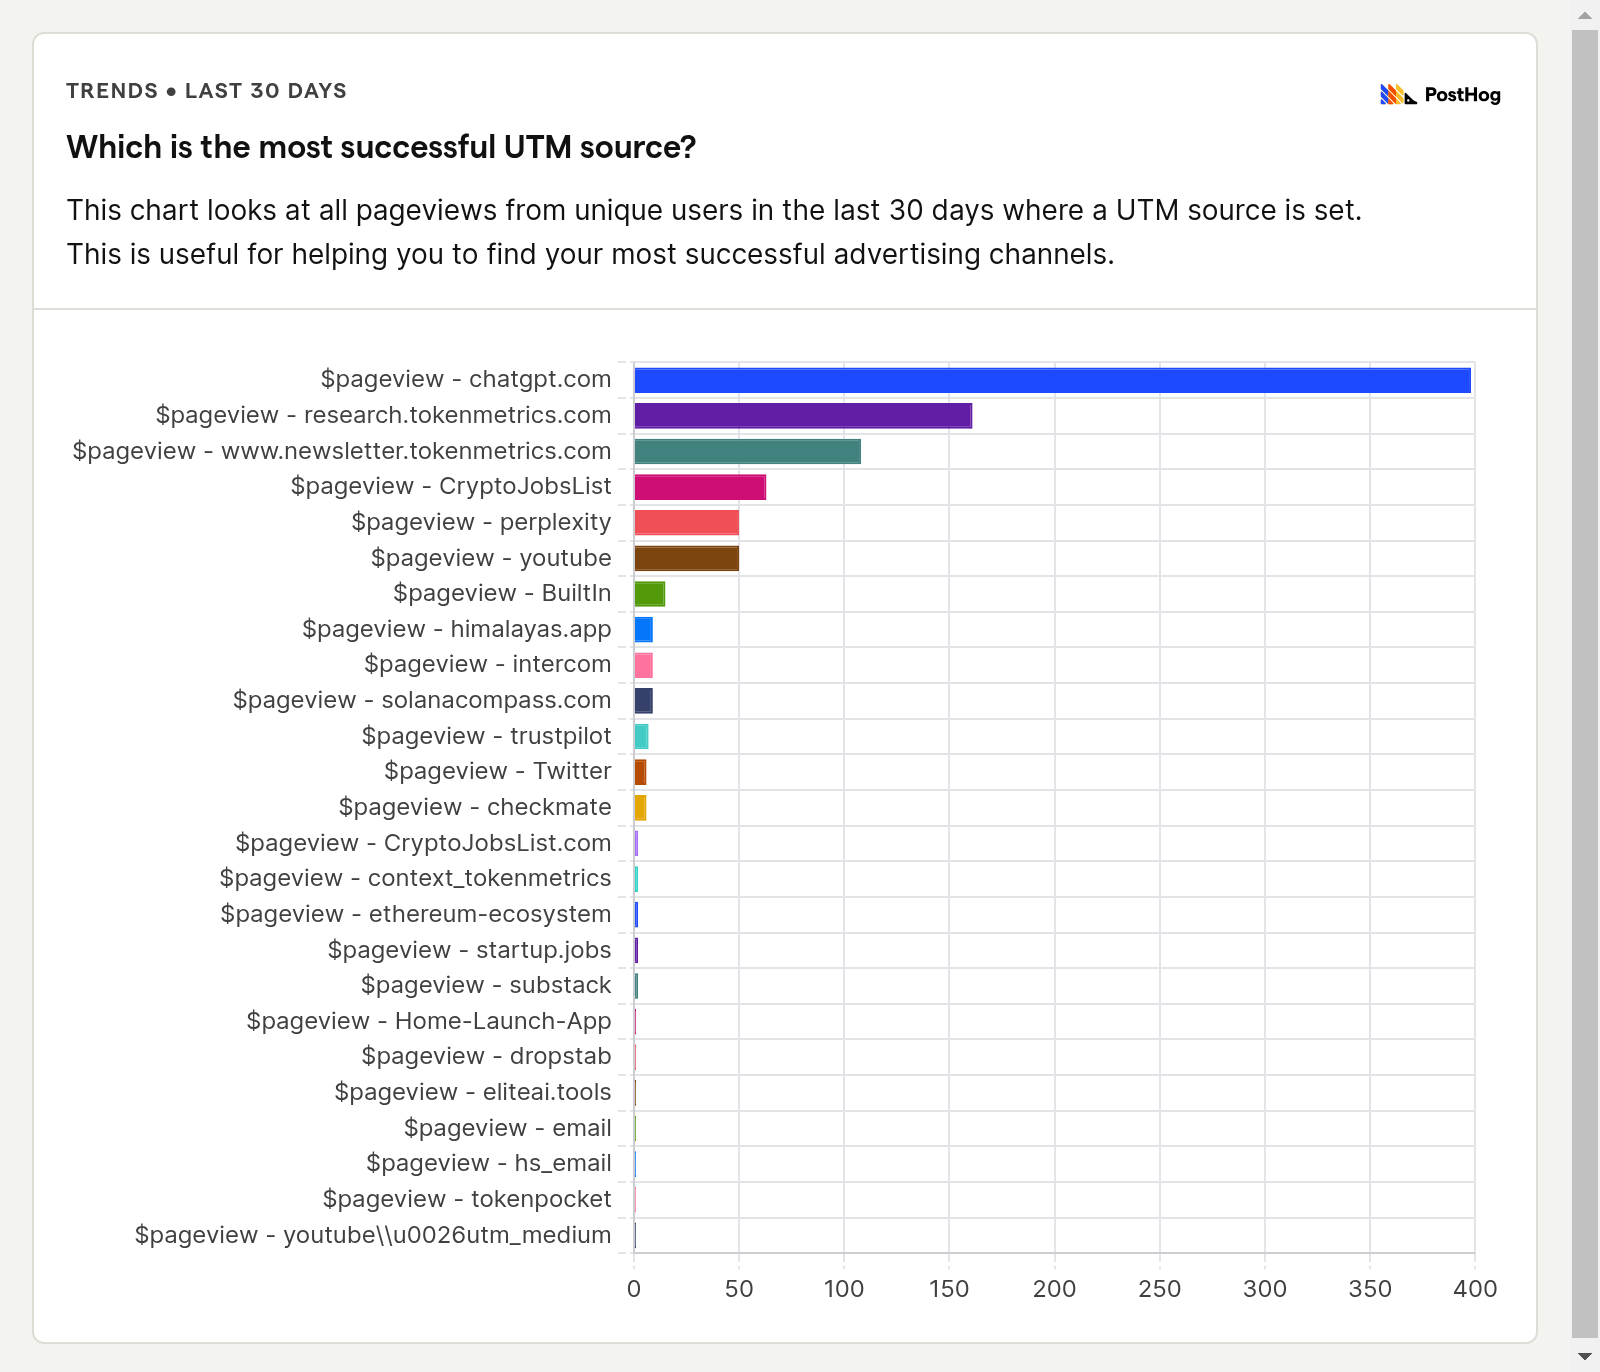 TRENDS • LAST 30 DAYS
PostHog
Which is the most successful UTM source?
This chart looks at all pageviews from unique users in the last 30 days where a UTM source is set.
This is useful for helping you to find your most successful advertising channels.
$pageview - chatgpt.com
$pageview - research.tokenmetrics.com
$pageview - www.newsletter.tokenmetrics.com
$pageview - CryptoJobsList
$pageview - perplexity
$pageview - youtube
$pageview - BuiltIn
$pageview - himalayas.app
$pageview - intercom
$pageview - solanacompass.com
$pageview - trustpilot
$pageview - Twitter
$pageview - checkmate
$pageview - CryptoJobsList.com
$pageview - context_tokenmetrics
$pageview - ethereum-ecosystem
$pageview - startup.jobs
$pageview - substack
$pageview - Home-Launch-App
$pageview - dropstab
$pageview - eliteai.tools
$pageview - email
$pageview - hs_email
$pageview - tokenpocket
$pageview - youtube\\u0026utm_medium
0 50 100 150 200 250 300 350 400